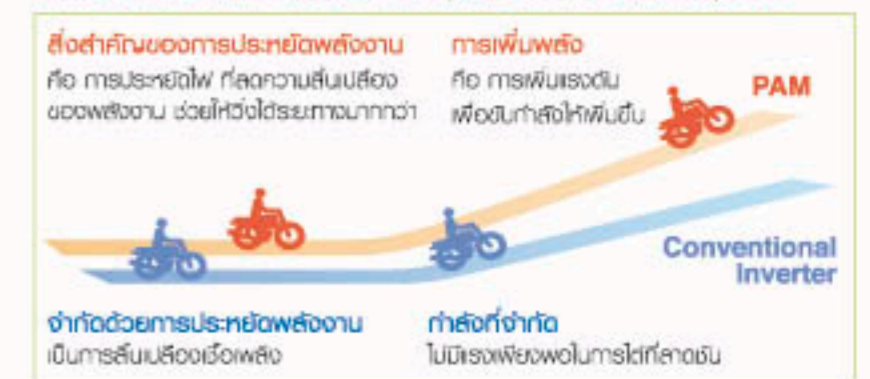 สิ่งสำคัญของการประหยัดพลังงาน
คือ การประหยัดไฟ ที่ลดความสิ้นเปลือง
ของพลังงาน ช่วยให้วิ่งได้ระยะทางมากกว่า
การเพิ่มพลัง
คือ การเพิ่มแรงดัน
เพื่อขับกำลังให้เพิ่มขึ้น
PAM
Conventional
Inverter
จำกัดด้วยการประหยัดพลังงาน
เป็นการสิ้นเปลืองเชื้อเพลิง
กำลังที่จำกัด
ไม่มีแรงเพียงพอในการไต่ที่ลาดชัน